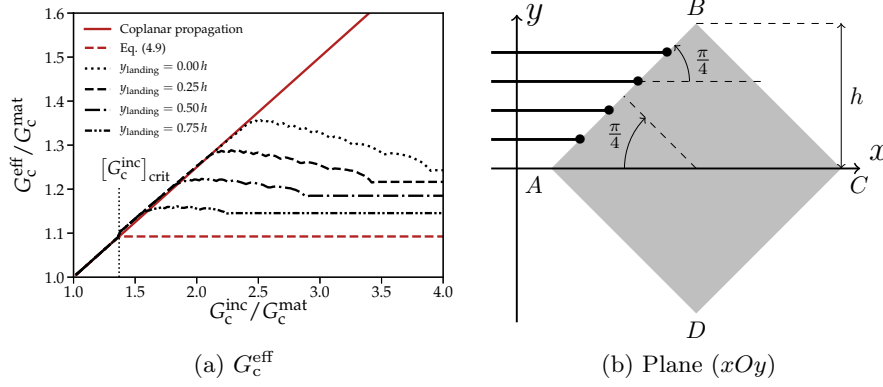 1.6
1.5
1.4
1.3
1.2
1.1
1.0
G_c^eff/G_c^mat
Coplanar propagation
Eq. (4.9)
y_landing = 0.00 h
y_landing = 0.25 h
y_landing = 0.50 h
y_landing = 0.75 h
[G_c^inc]_crit
1.0 1.5 2.0 2.5 3.0 3.5 4.0
G_c^inc/G_c^mat
(a) G_c^eff
y
B
π/4
π/4
h
x
A
C
D
(b) Plane (xOy)